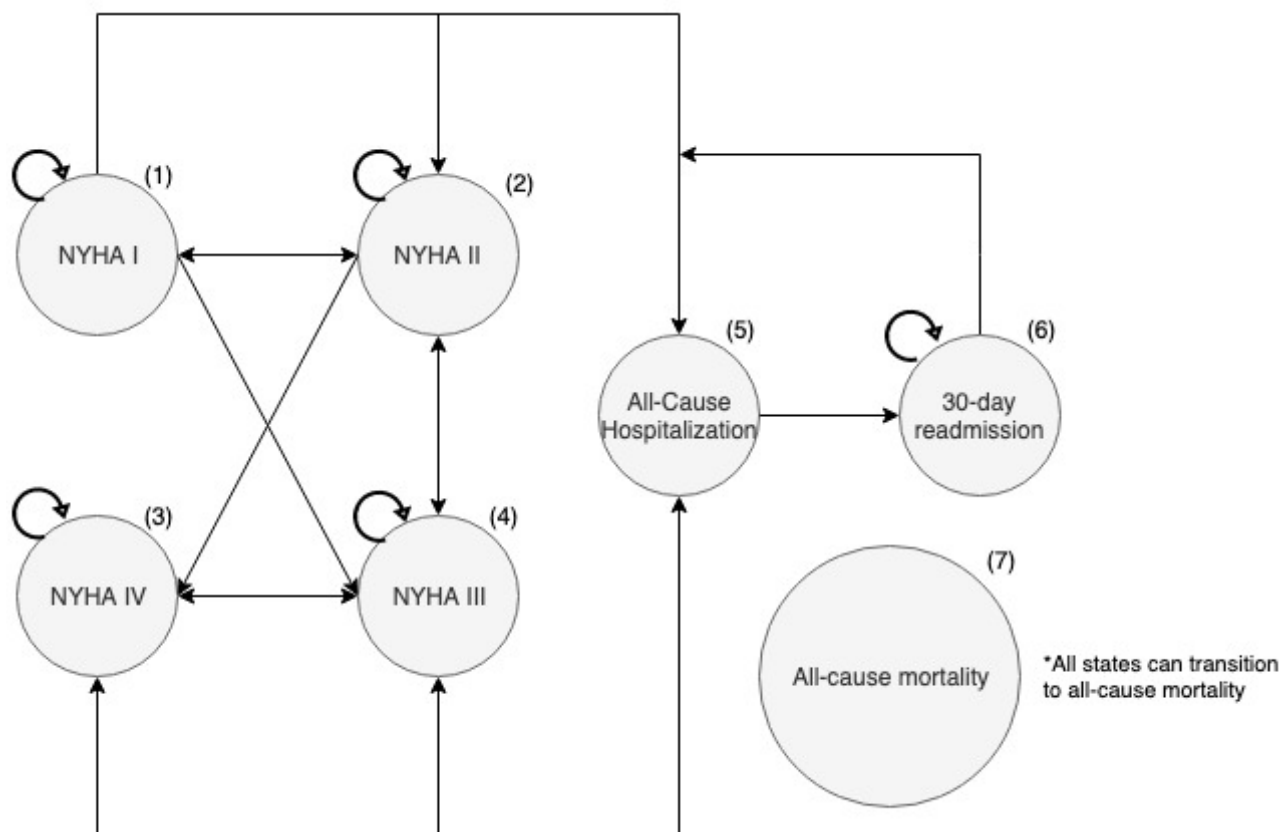 (1)
NYHA I
(2)
NYHA II
(3)
NYHA IV
(4)
NYHA III
(5)
All-Cause
Hospitalization
(6)
30-day
readmission
(7)
All-cause mortality
*All states can transition
to all-cause mortality